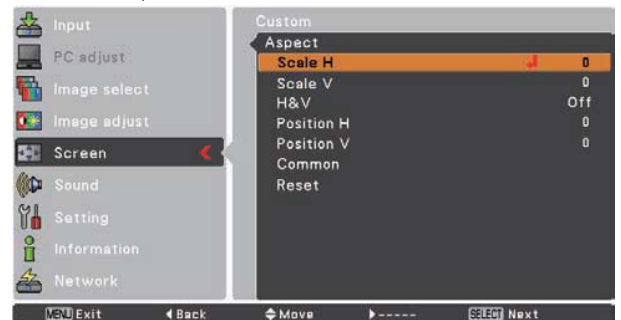 Input
PC adjust
Image select
Image adjust
Screen
Sound
Setting
Information
Network
Custom
Aspect
Scale H 0
Scale V 0
H&V Off
Position H 0
Position V 0
Common
Reset
MENU Exit Back Move ----- SELECT Next